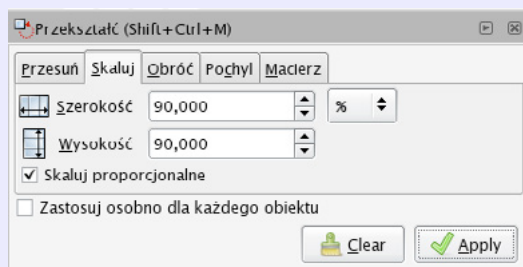 Przekształć (Shift+Ctrl+M)
Przesuń Skaluj Obróć Pochyl Macierz
Szerokość 90,000 %
Wysokość 90,000
Skaluj proporcjonalne
Zastosuj osobno dla każdego obiektu
Clear Apply